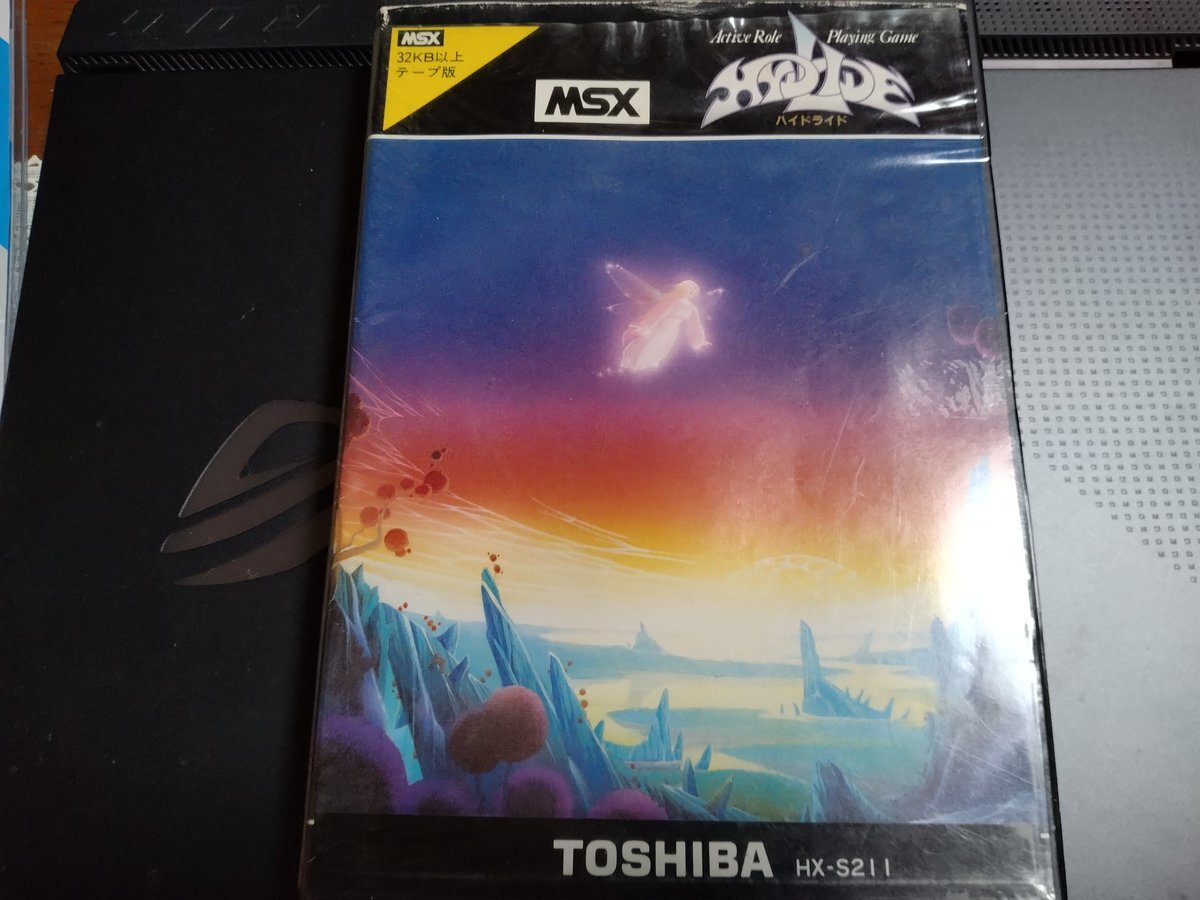 MSX
32KB以上
テープ版
MSX
Active Role Playing Game
HYDLIDE
ハイドライド
TOSHIBA HX-S211